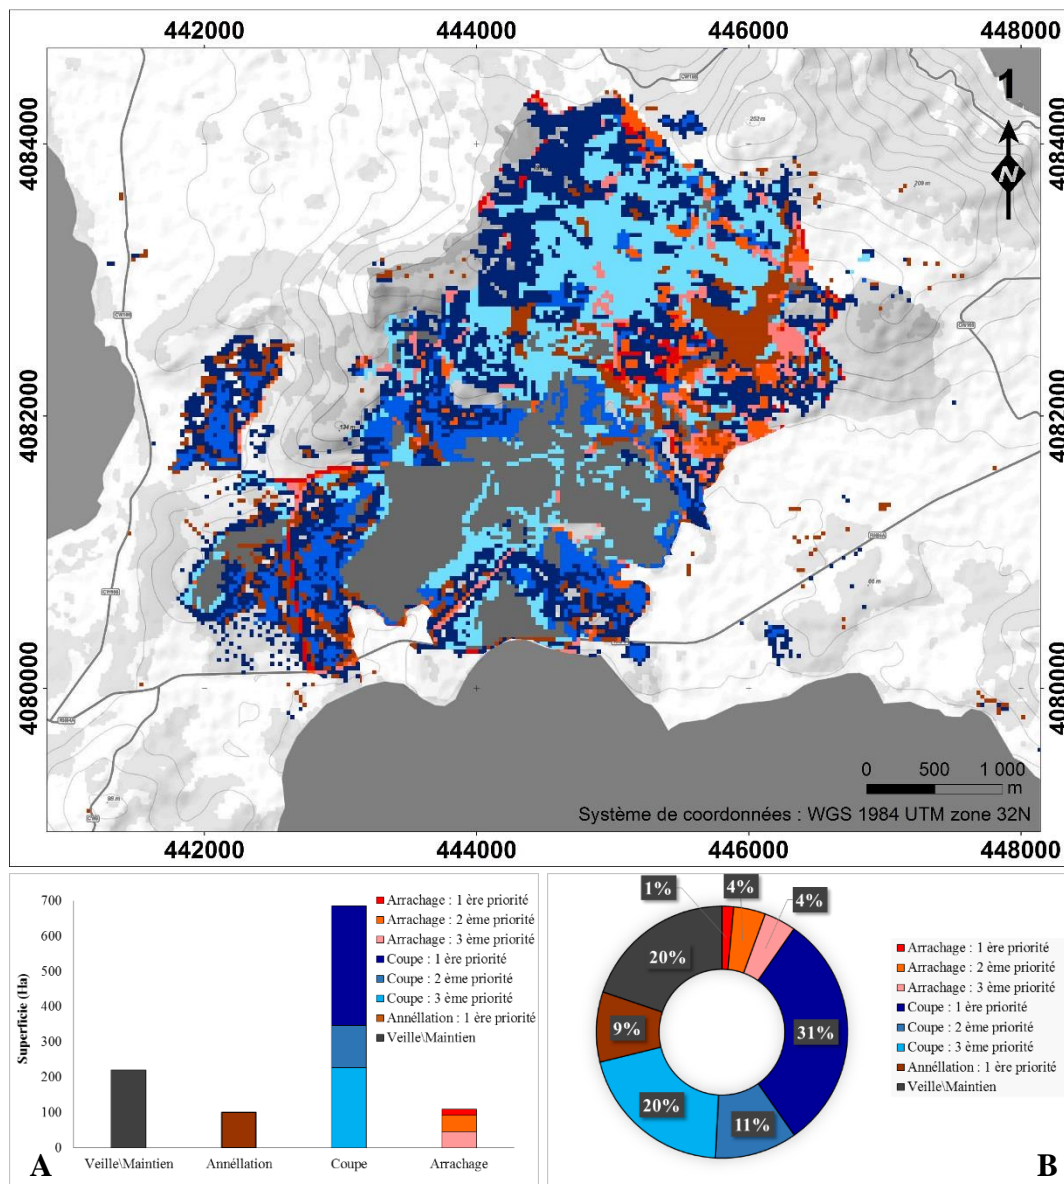 442000 444000 446000 448000
4084000 4084000
1
N
202 m
209 m
4082000 4082000
4080000 4080000
0 500 1 000
m
Système de coordonnées : WGS 1984 UTM zone 32N
442000 444000 446000 448000
Superficie (Ha)
700
600
500
400
300
200
100
0
Arrachage : 1 ère priorité
Arrachage : 2 ème priorité
Arrachage : 3 ème priorité
Coupe : 1 ère priorité
Coupe : 2 ème priorité
Coupe : 3 ème priorité
Annéllation : 1 ère priorité
Veille\Maintien
Veille\Maintien Annéllation Coupe Arrachage
A
1% 4% 4%
20%
31%
9%
20%
11%
Arrachage : 1 ère priorité
Arrachage : 2 ème priorité
Arrachage : 3 ème priorité
Coupe : 1 ère priorité
Coupe : 2 ème priorité
Coupe : 3 ème priorité
Annéllation : 1 ère priorité
Veille\Maintien
B